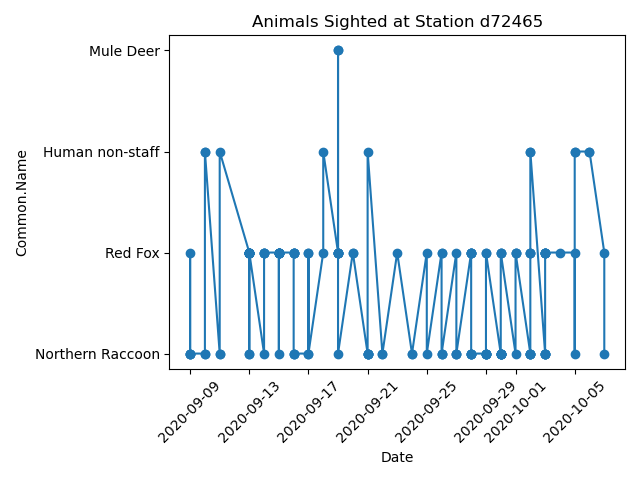 Animals Sighted at Station d72465
Mule Deer
Human non-staff
Red Fox
Northern Raccoon
Common.Name
2020-09-09
2020-09-13
2020-09-17
2020-09-21
2020-09-25
2020-09-29
2020-10-01
2020-10-05
Date